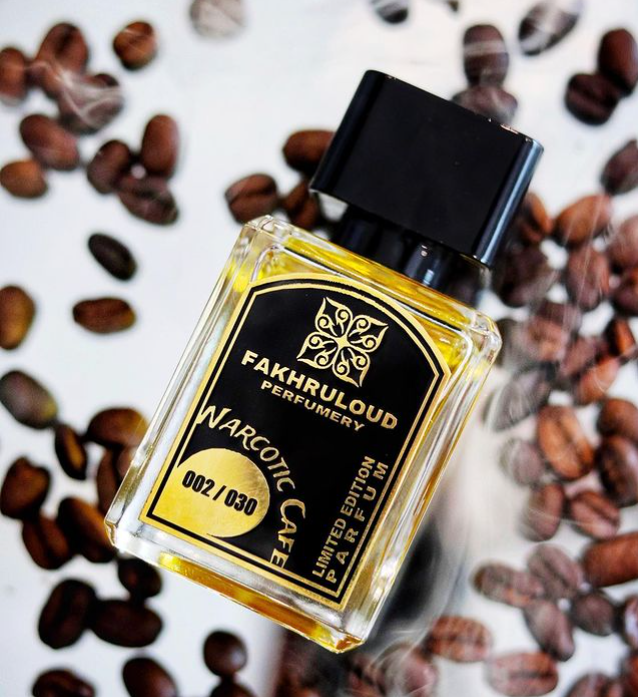 FAKHRULOUD
PERFUMERY
NARCOTIC CAFE
002 / 030
LIMITED EDITION
PARFUM